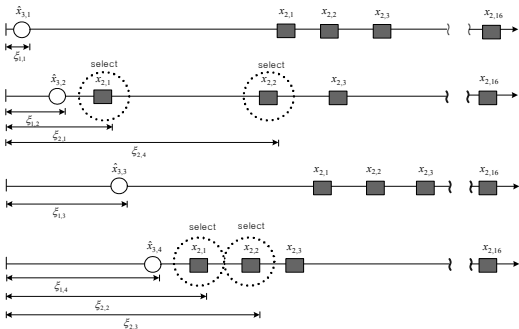 x̂3,1 x2,1 x2,2 x2,3 x2,16
ξ1,1
select select
x̂3,2 x2,1 x2,2 x2,3 x2,16
ξ1,2
ξ2,1
ξ2,4
x̂3,3 x2,1 x2,2 x2,3 x2,16
ξ1,3
select select
x̂3,4 x2,1 x2,2 x2,3 x2,16
ξ1,4
ξ2,2
ξ2,3